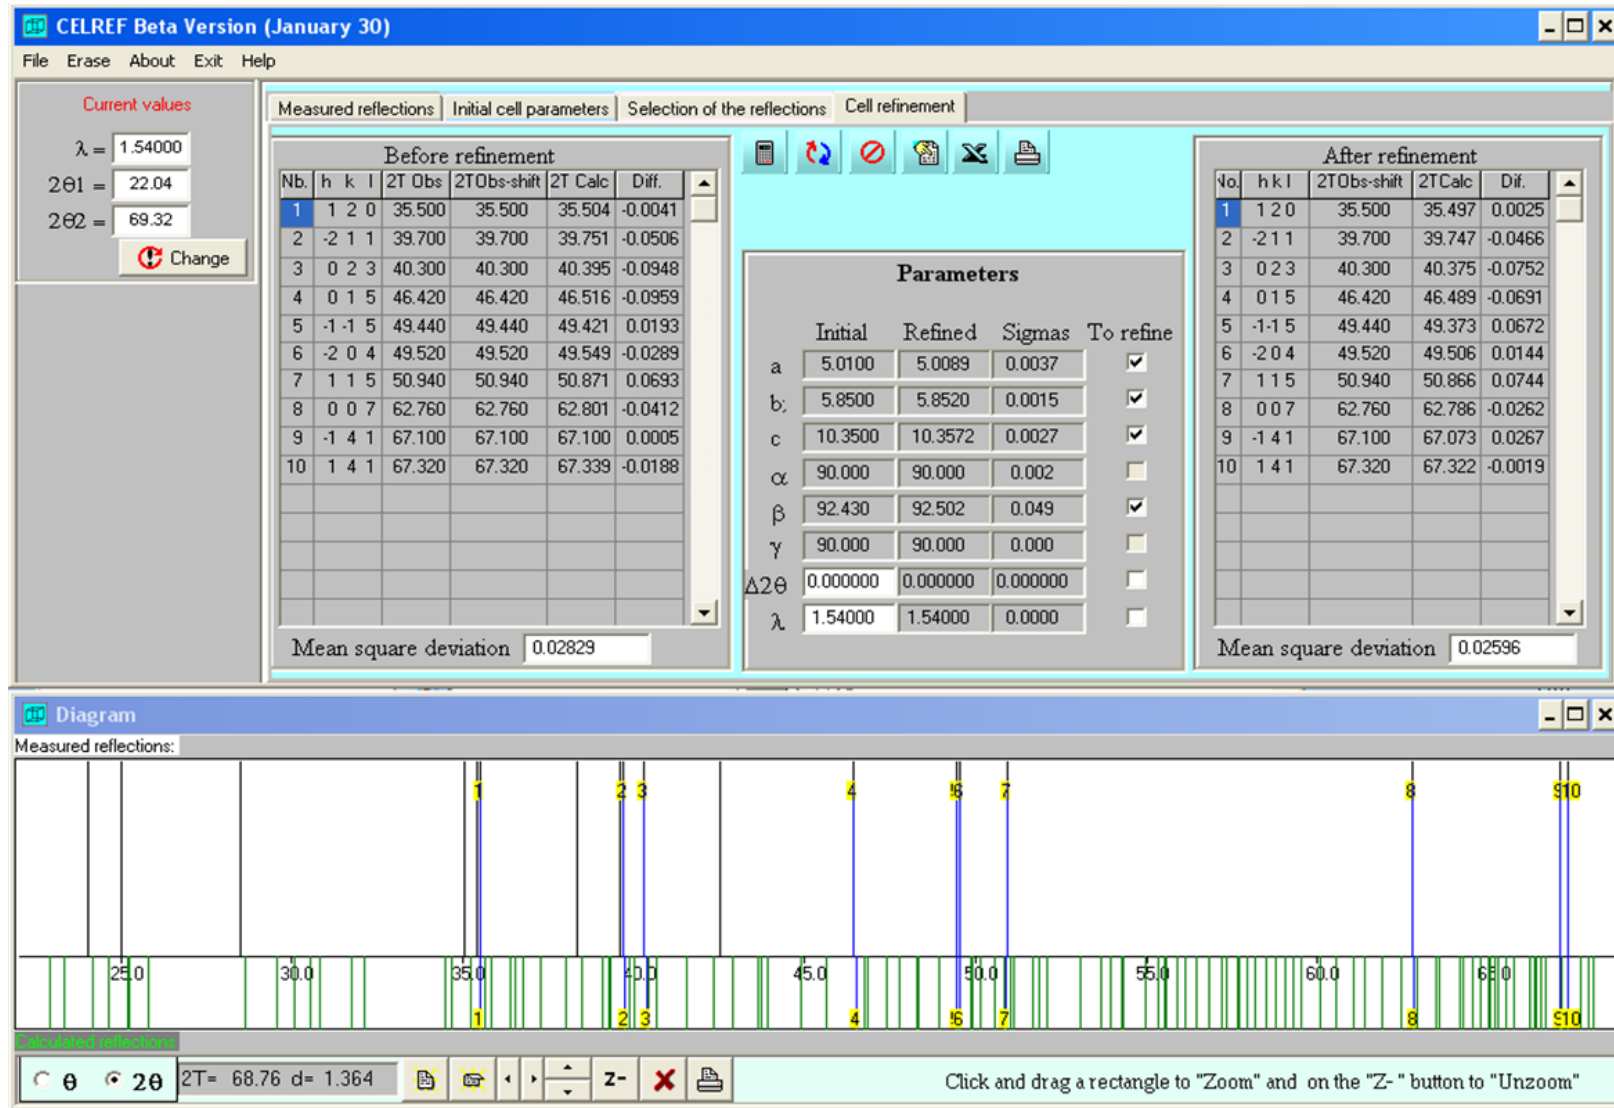 CELREF Beta Version (January 30)
File Erase About Exit Help
Current values
λ = 1.54000
2θ1 = 22.04
2θ2 = 69.32
Change
Measured reflections Initial cell parameters Selection of the reflections Cell refinement
Before refinement
Nb. h k l 2T Obs 2TObs-shift 2T Calc Diff.
1 1 2 0 35.500 35.500 35.504 -0.0041
2 -2 1 1 39.700 39.700 39.751 -0.0506
3 0 2 3 40.300 40.300 40.395 -0.0948
4 0 1 5 46.420 46.420 46.516 -0.0959
5 -1 -1 5 49.440 49.440 49.421 0.0193
6 -2 0 4 49.520 49.520 49.549 -0.0289
7 1 1 5 50.940 50.940 50.871 0.0693
8 0 0 7 62.760 62.760 62.801 -0.0412
9 -1 4 1 67.100 67.100 67.100 0.0005
10 1 4 1 67.320 67.320 67.339 -0.0188
Mean square deviation 0.02829
Parameters
Initial Refined Sigmas To refine
a 5.0100 5.0089 0.0037
b; 5.8500 5.8520 0.0015
c 10.3500 10.3572 0.0027
α 90.000 90.000 0.002
β 92.430 92.502 0.049
γ 90.000 90.000 0.000
Δ2θ 0.000000 0.000000 0.000000
λ 1.54000 1.54000 0.0000
After refinement
No. h k l 2TObs-shift 2TCalc Dif.
1 1 2 0 35.500 35.497 0.0025
2 -2 1 1 39.700 39.747 -0.0466
3 0 2 3 40.300 40.375 -0.0752
4 0 1 5 46.420 46.489 -0.0691
5 -1-1 5 49.440 49.373 0.0672
6 -2 0 4 49.520 49.506 0.0144
7 1 1 5 50.940 50.866 0.0744
8 0 0 7 62.760 62.786 -0.0262
9 -1 4 1 67.100 67.073 0.0267
10 1 4 1 67.320 67.322 -0.0019
Mean square deviation 0.02596
Diagram
Measured reflections:
1 2 3 4 6 7 8 9 10
25.0 30.0 35.0 40.0 45.0 50.0 55.0 60.0 65.0
1 2 3 4 6 7 8 9 10
Calculated reflections
θ 2θ 2T= 68.76 d= 1.364 Z- Click and drag a rectangle to "Zoom" and on the "Z- " button to "Unzoom"